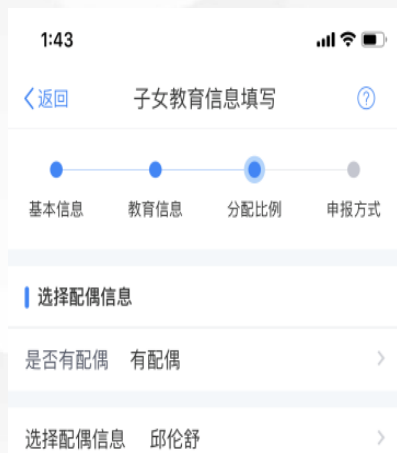 1:43
返回 子女教育信息填写 ?
基本信息 教育信息 分配比例 申报方式
选择配偶信息
是否有配偶 有配偶
选择配偶信息 邱伦舒